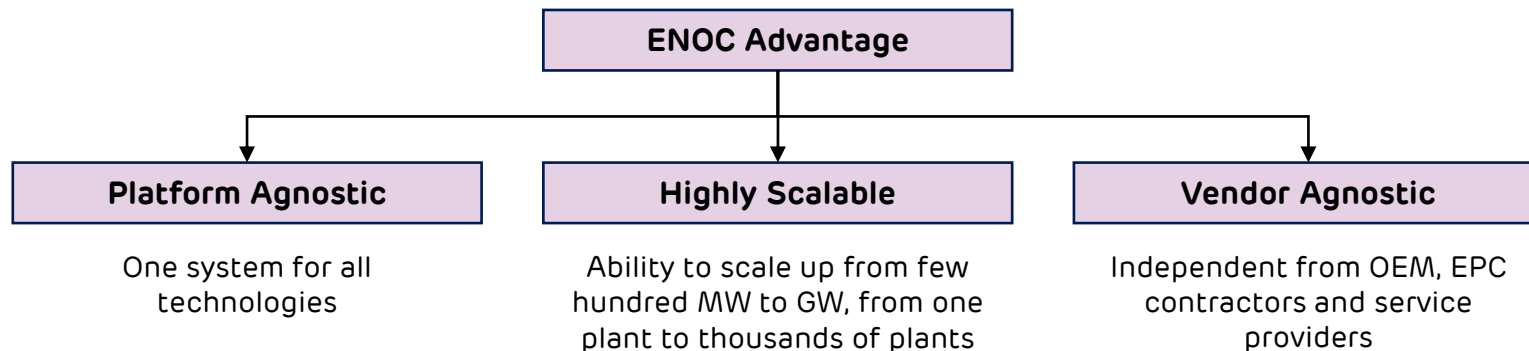 ENOC Advantage
Platform Agnostic
Highly Scalable
Vendor Agnostic
One system for all
technologies
Ability to scale up from few
hundred MW to GW, from one
plant to thousands of plants
Independent from OEM, EPC
contractors and service
providers